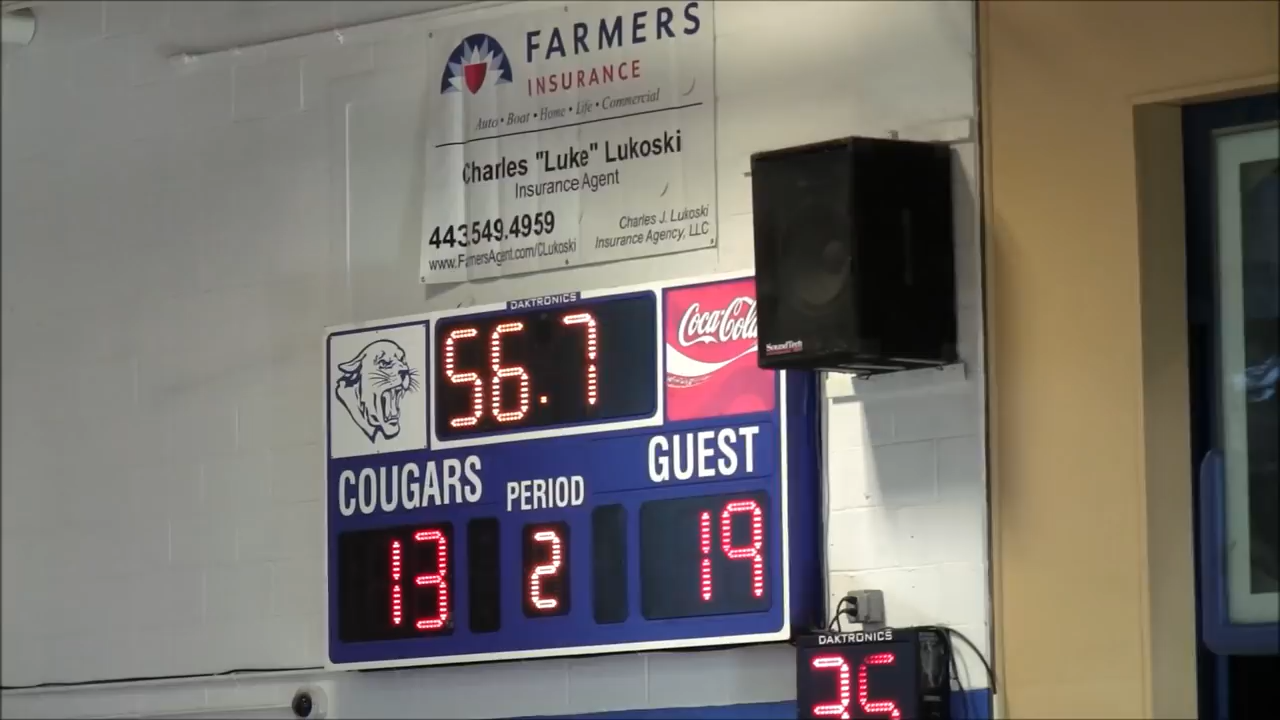 FARMERS
INSURANCE
Auto • Boat • Home • Life • Commercial
Charles "Luke" Lukoski
Insurance Agent
443.549.4959
Charles J. Lukoski
www.FarmersAgent.com/CLukoski
Insurance Agency, LLC
DAKTRONICS
56.7
Coca-Cola
SoundTech
COUGARS
PERIOD
GUEST
13
2
19
DAKTRONICS
35